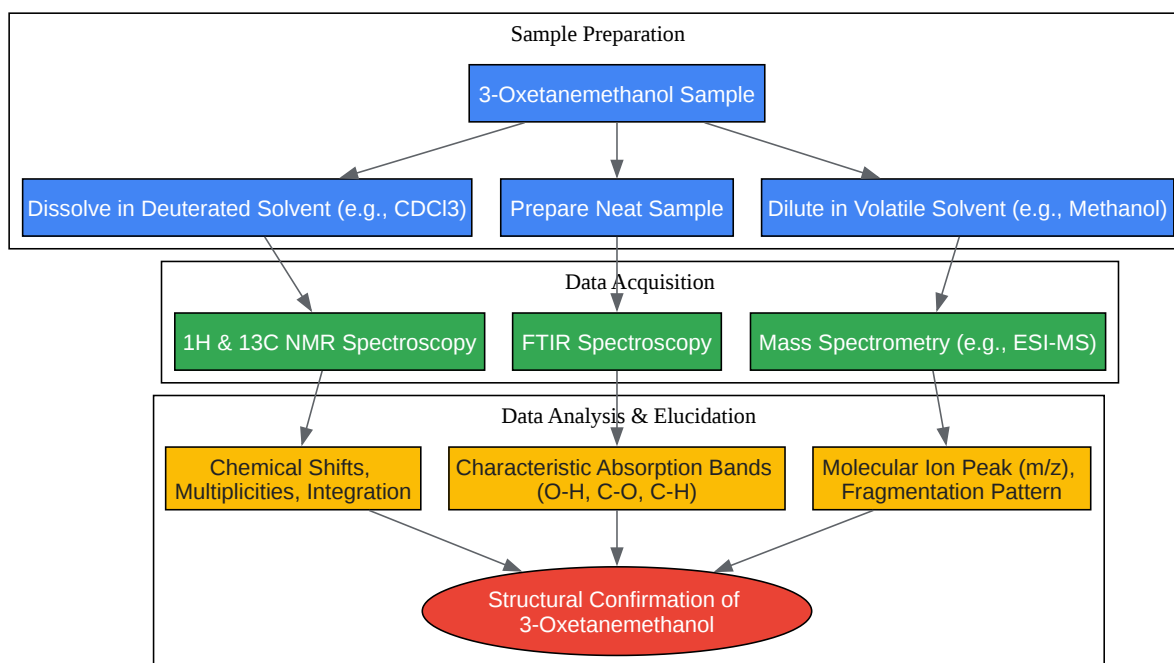 Sample Preparation
3-Oxetanemethanol Sample
Dissolve in Deuterated Solvent (e.g., CDCl3)
Prepare Neat Sample
Dilute in Volatile Solvent (e.g., Methanol)
Data Acquisition
1H & 13C NMR Spectroscopy
FTIR Spectroscopy
Mass Spectrometry (e.g., ESI-MS)
Data Analysis & Elucidation
Chemical Shifts,
Multiplicities, Integration
Characteristic Absorption Bands
(O-H, C-O, C-H)
Molecular Ion Peak (m/z),
Fragmentation Pattern
Structural Confirmation of
3-Oxetanemethanol